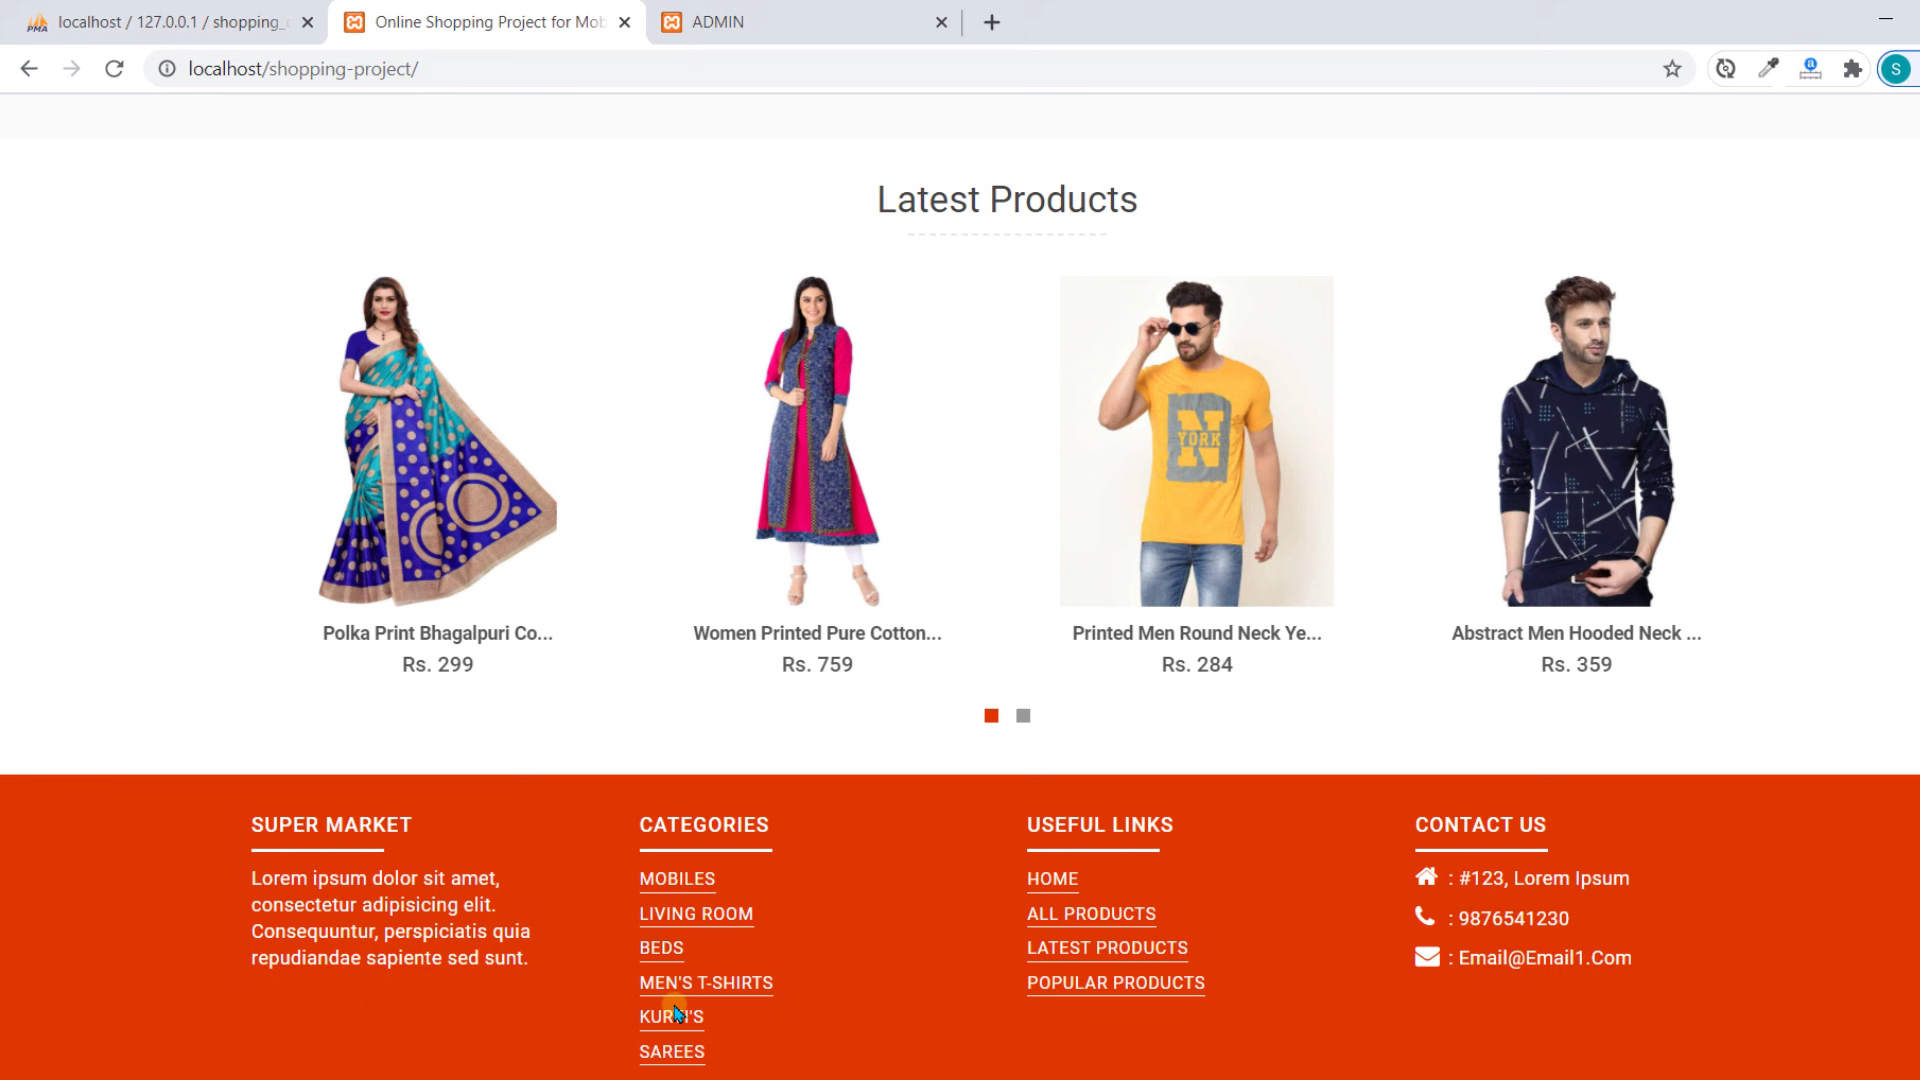 localhost / 127.0.0.1 / shopping_
Online Shopping Project for Mob
ADMIN
localhost/shopping-project/
S
Latest Products
N
YORK
Polka Print Bhagalpuri Co...
Rs. 299
Women Printed Pure Cotton...
Rs. 759
Printed Men Round Neck Ye...
Rs. 284
Abstract Men Hooded Neck ...
Rs. 359
SUPER MARKET
Lorem ipsum dolor sit amet,
consectetur adipisicing elit.
Consequuntur, perspiciatis quia
repudiandae sapiente sed sunt.
CATEGORIES
MOBILES
LIVING ROOM
BEDS
MEN'S T-SHIRTS
SAREES
USEFUL LINKS
HOME
ALL PRODUCTS
LATEST PRODUCTS
POPULAR PRODUCTS
CONTACT US
: #123, Lorem Ipsum
: 9876541230
: Email@Email1.Com